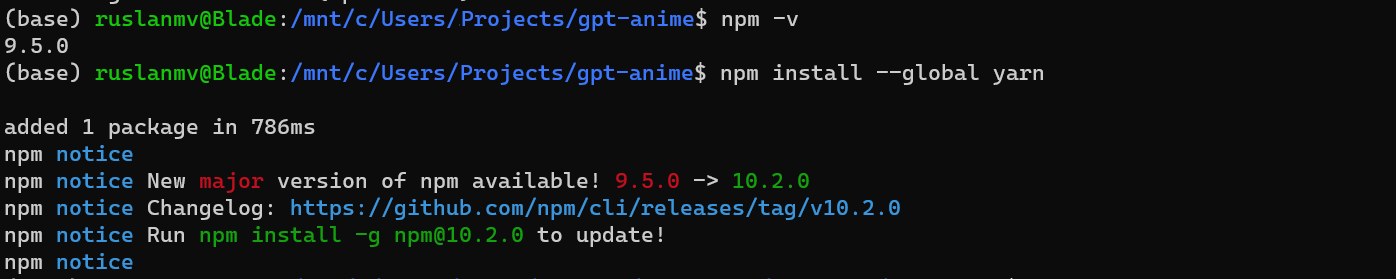 (base) ruslanmv@Blade:/mnt/c/Users/Projects/gpt-anime$ npm -v
9.5.0
(base) ruslanmv@Blade:/mnt/c/Users/Projects/gpt-anime$ npm install --global yarn
added 1 package in 786ms
npm notice
npm notice New major version of npm available! 9.5.0 -> 10.2.0
npm notice Changelog: https://github.com/npm/cli/releases/tag/v10.2.0
npm notice Run npm install -g npm@10.2.0 to update!
npm notice